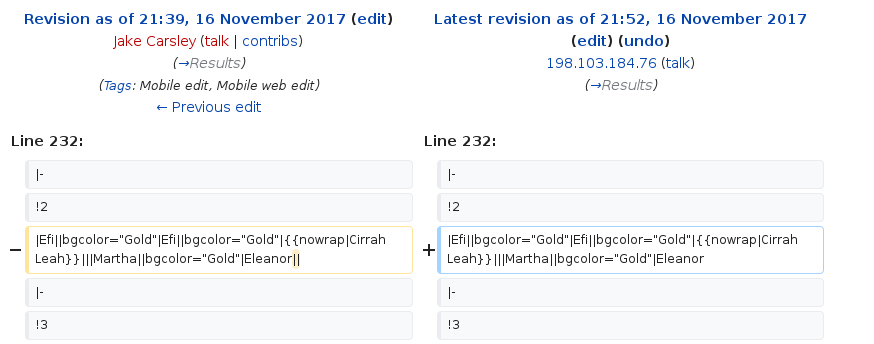 Revision as of 21:39, 16 November 2017 (edit)
Jake Carsley (talk | contribs)
(→Results)
(Tags: Mobile edit, Mobile web edit)
← Previous edit
Latest revision as of 21:52, 16 November 2017
(edit) (undo)
198.103.184.76 (talk)
(→Results)
Line 232:
Line 232:
|-
|-
!2
!2
− |Efi||bgcolor="Gold"|Efi||bgcolor="Gold"|{{nowrap|Cirrah
Leah}}|||Martha||bgcolor="Gold"|Eleanor||
+ |Efi||bgcolor="Gold"|Efi||bgcolor="Gold"|{{nowrap|Cirrah
Leah}}|||Martha||bgcolor="Gold"|Eleanor
|-
|-
!3
!3